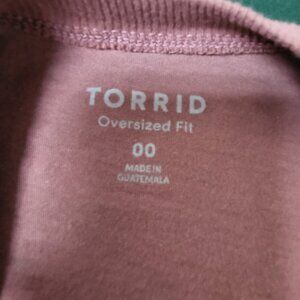 TORRID
Oversized Fit
00
MADE IN
GUATEMALA